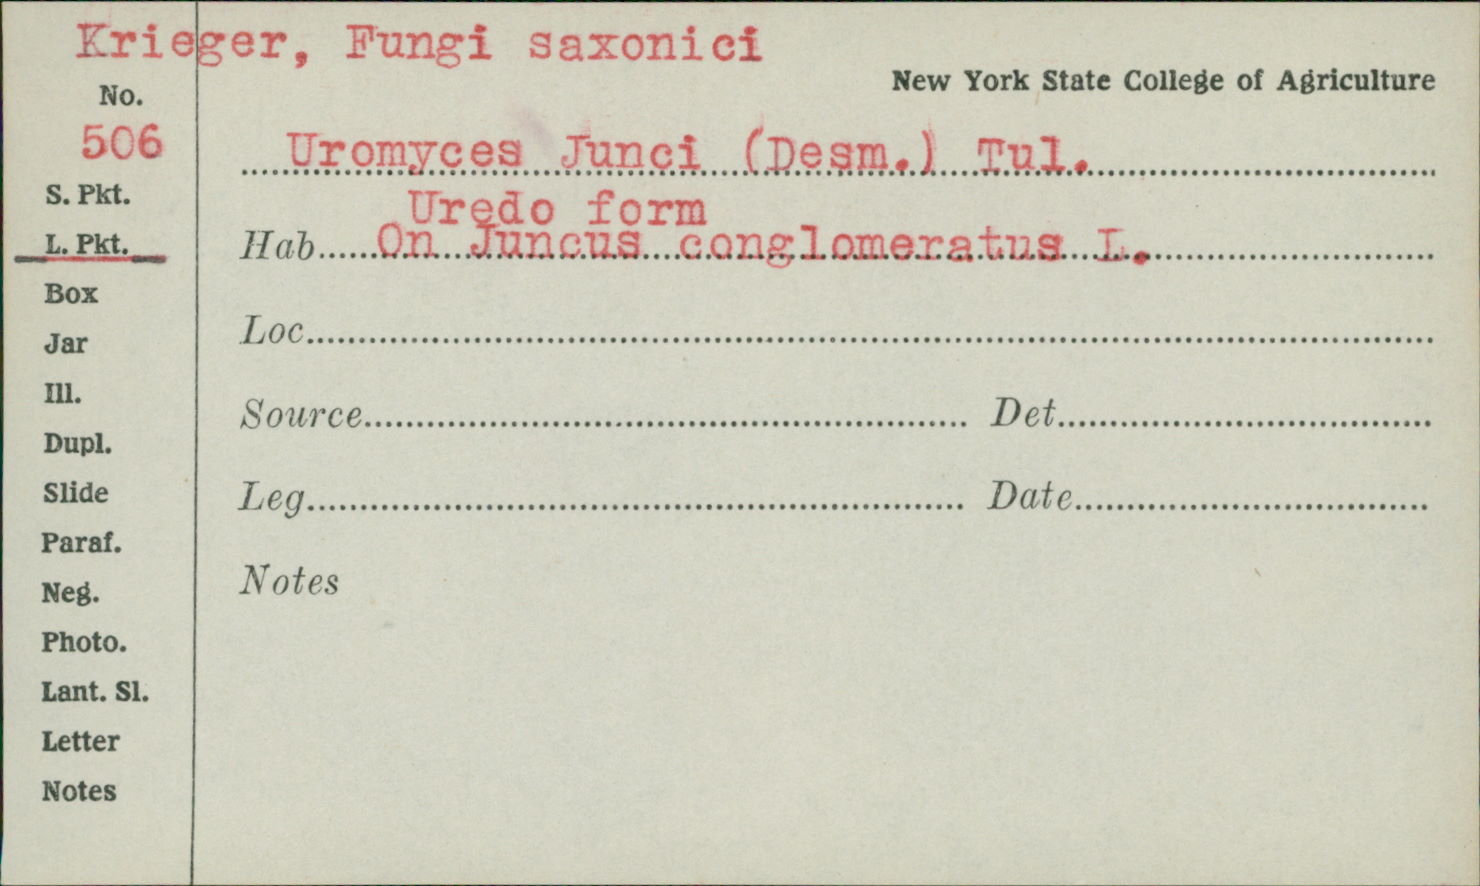 Krieger, Fungi saxonici
New York State College of Agriculture
No.
506
Uromyces Junci (Desm.) Tul.
Uredo form
Hab. On Juncus conglomeratus L.
Loc.
Source Det.
Leg. Date
Notes
S. Pkt.
L. Pkt.
Box
Jar
Ill.
Dupl.
Slide
Paraf.
Neg.
Photo.
Lant. Sl.
Letter
Notes